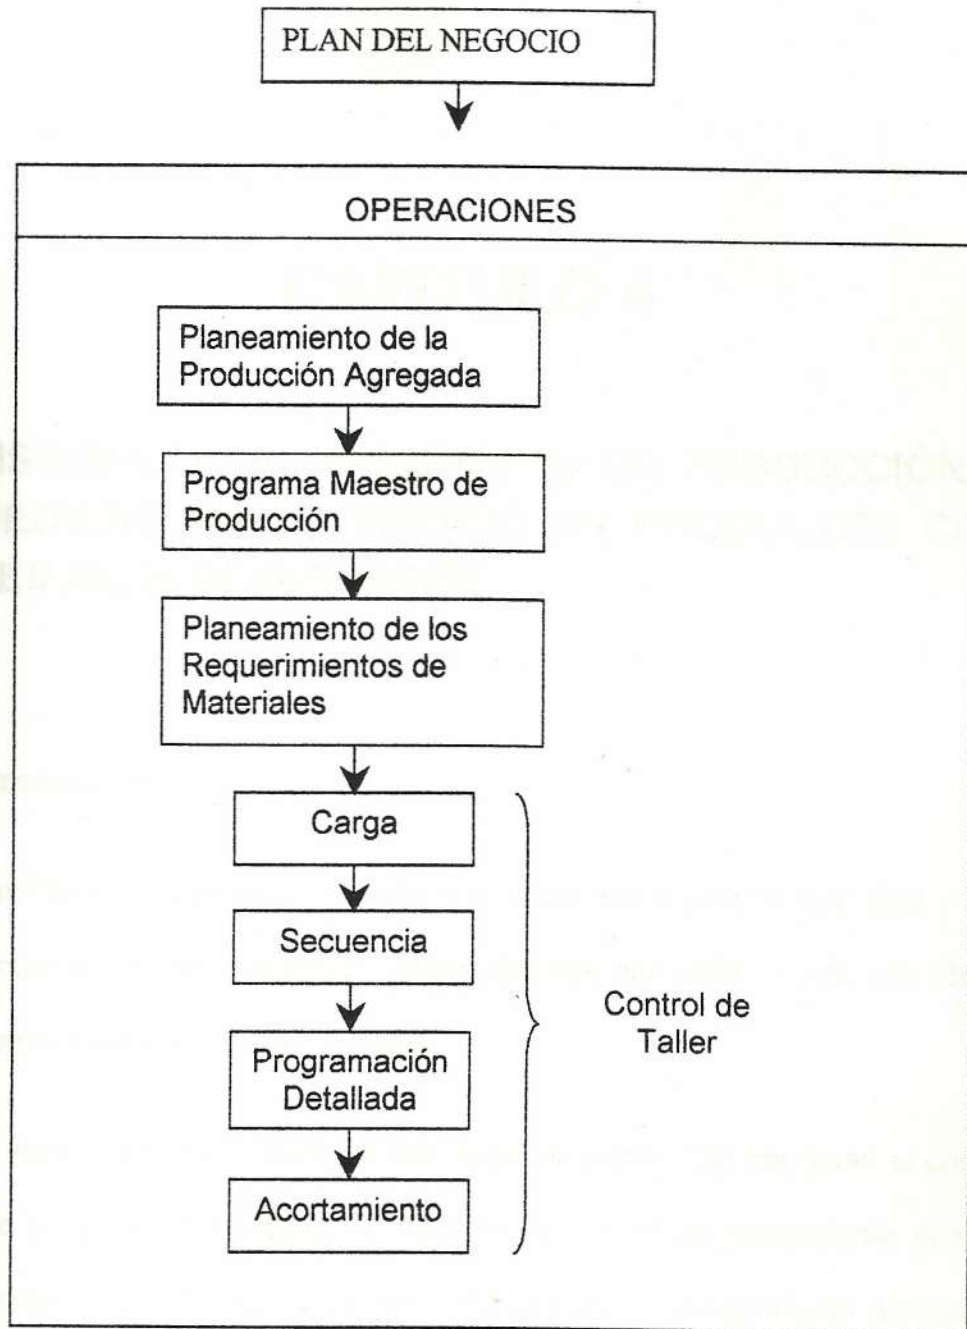 PLAN DEL NEGOCIO
OPERACIONES
Planeamiento de la
Producción Agregada
Programa Maestro de
Producción
Planeamiento de los
Requerimientos de
Materiales
Carga
Secuencia
Programación
Detallada
Acortamiento
Control de
Taller